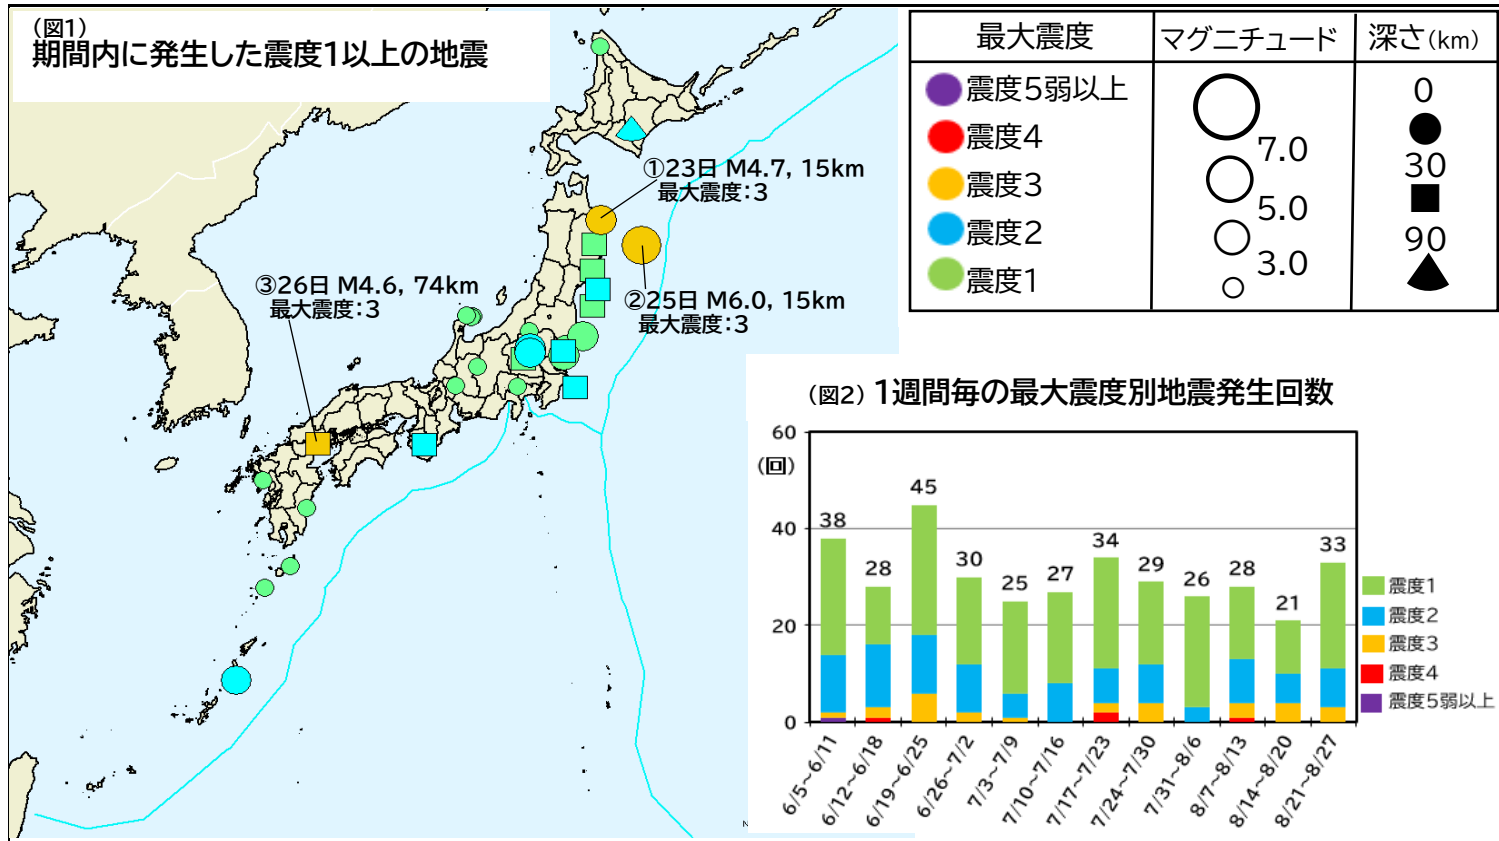 (図1)
期間内に発生した震度1以上の地震
最大震度
マグニチュード
深さ(km)
震度5弱以上
震度4
震度3
震度2
震度1
7.0
5.0
3.0
0
30
90
①23日 M4.7, 15km
最大震度:3
②25日 M6.0, 15km
最大震度:3
③26日 M4.6, 74km
最大震度:3
(図2) 1週間毎の最大震度別地震発生回数
(回)
60
40
20
0
38
28
45
30
25
27
34
29
26
28
21
33
6/5~6/11
6/12~6/18
6/19~6/25
6/26~7/2
7/3~7/9
7/10~7/16
7/17~7/23
7/24~7/30
7/31~8/6
8/7~8/13
8/14~8/20
8/21~8/27
震度1
震度2
震度3
震度4
震度5弱以上